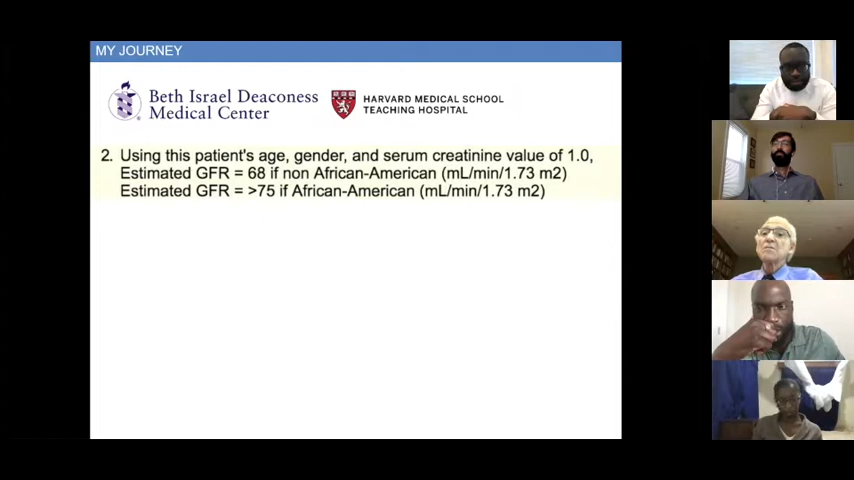 MY JOURNEY
Beth Israel Deaconess
Medical Center
HARVARD MEDICAL SCHOOL
TEACHING HOSPITAL
2. Using this patient's age, gender, and serum creatinine value of 1.0,
Estimated GFR = 68 if non African-American (mL/min/1.73 m2)
Estimated GFR = >75 if African-American (mL/min/1.73 m2)